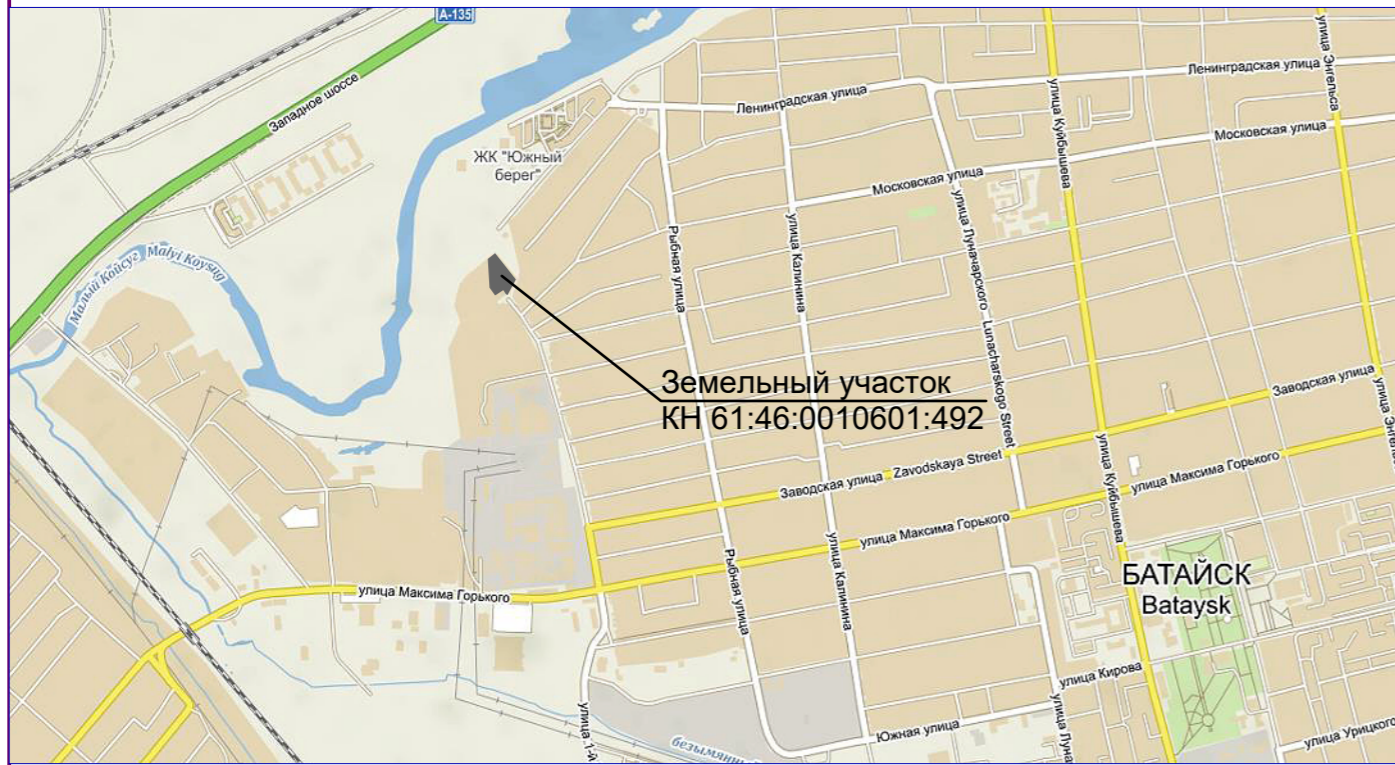 А-135
Западное шоссе
Ленинградская улица
Ленинградская улица
улица Куйбышева
улица Энгельса
Московская улица
Московская улица
ЖК "Южный
берег"
Малый Койсуг Malyi Koysug
Рыбная улица
улица Калинина
улица Луначарского Lunacharskogo Street
Земельный участок
КН 61:46:0010601:492
Заводская улица
Заводская улица Zavodskaya Street
улица Максима Горького
улица Максима Горького
улица Максима Горького
улица Куйбышева
Рыбная улица
улица Калинина
БАТАЙСК
Bataysk
улица Кирова
Южная улица
улица Урицкого
улица 1-й